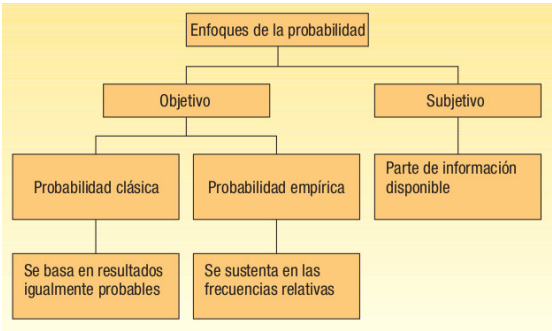 Enfoques de la probabilidad
Objetivo
Subjetivo
Probabilidad clásica
Probabilidad empírica
Parte de información
disponible
Se basa en resultados
igualmente probables
Se sustenta en las
frecuencias relativas